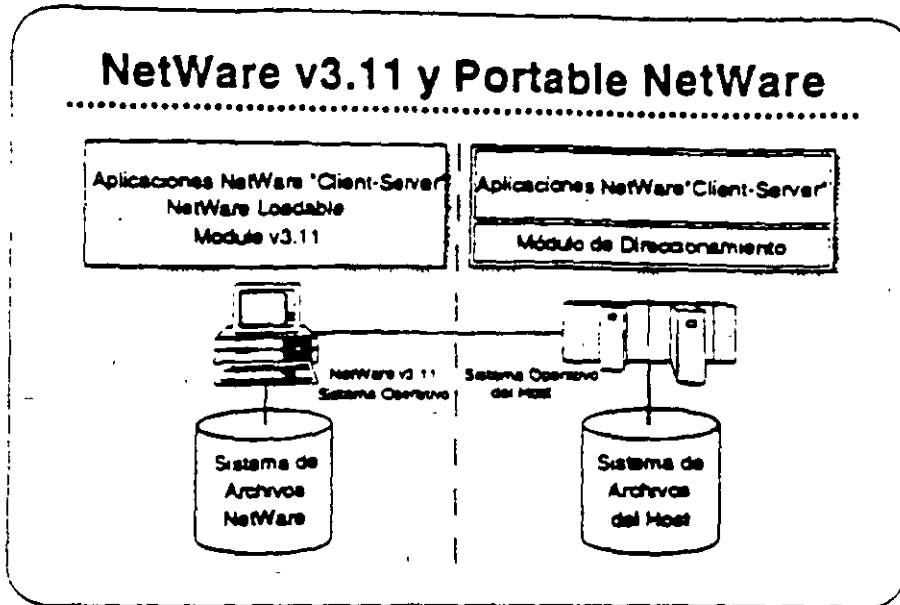 NetWare v3.11 y Portable NetWare
Aplicaciones NetWare "Client-Server"
NetWare Loadable
Module v3.11
Aplicaciones NetWare"Client-Server"
Módulo de Direccionamiento
NetWare v3.11
Sistema Operativo
Sistema Operativo
del Host
Sistema de
Archivos
NetWare
Sistema de
Archivos
del Host